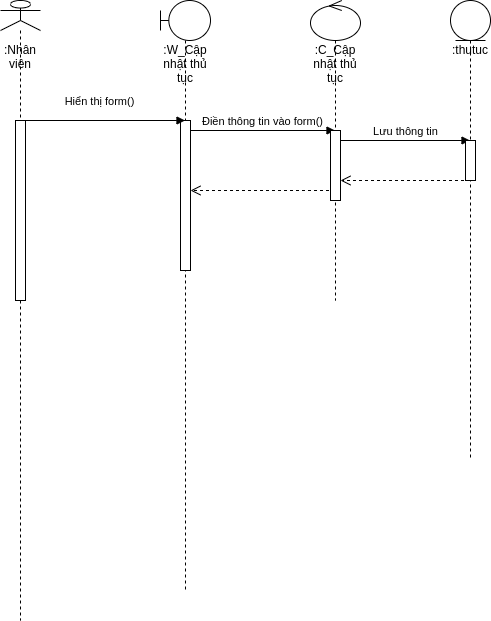 :Nhân
viện
:W_Cập
nhật thủ
tục
:C_Cập
nhật thủ
tục
:thutuc
Hiển thị form()
Điền thông tin vào form()
Lưu thông tin